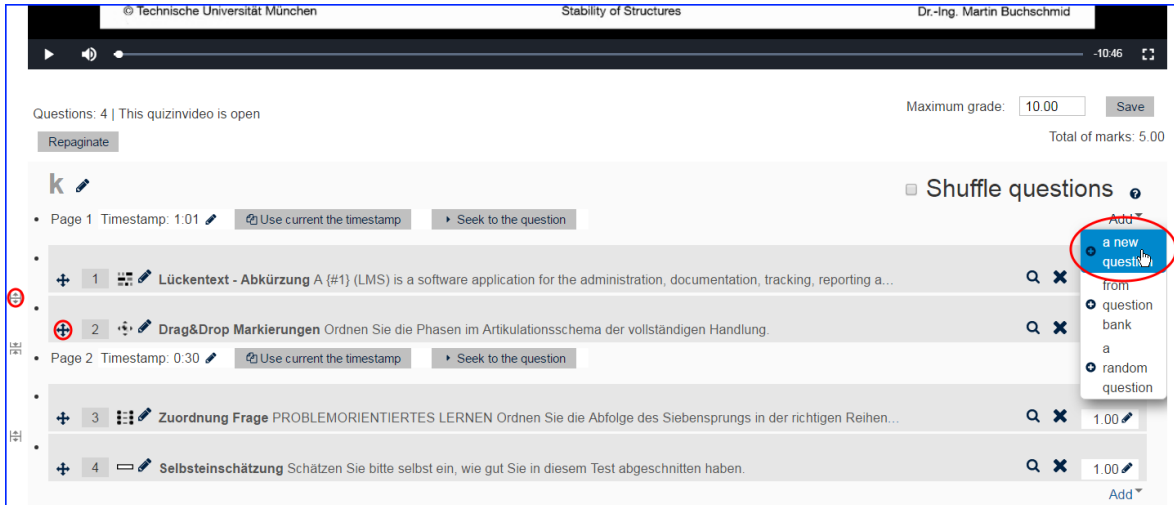 © Technische Universität München Stability of Structures Dr.-Ing. Martin Buchschmid
-10:46
Questions: 4 | This quizinvideo is open Maximum grade: 10.00 Save
Repaginate Total of marks: 5.00
k Shuffle questions
Page 1 Timestamp: 1:01 Use current the timestamp Seek to the question Add
a new
question
from
question
bank
a
random
question
1 Lückentext - Abkürzung A {#1} (LMS) is a software application for the administration, documentation, tracking, reporting a...
2 Drag&Drop Markierungen Ordnen Sie die Phasen im Artikulationsschema der vollständigen Handlung.
Page 2 Timestamp: 0:30 Use current the timestamp Seek to the question
3 Zuordnung Frage PROBLEMORIENTIERTES LERNEN Ordnen Sie die Abfolge des Siebensprungs in der richtigen Reihen... 1.00
4 Selbsteinschätzung Schätzen Sie bitte selbst ein, wie gut Sie in diesem Test abgeschnitten haben. 1.00
Add